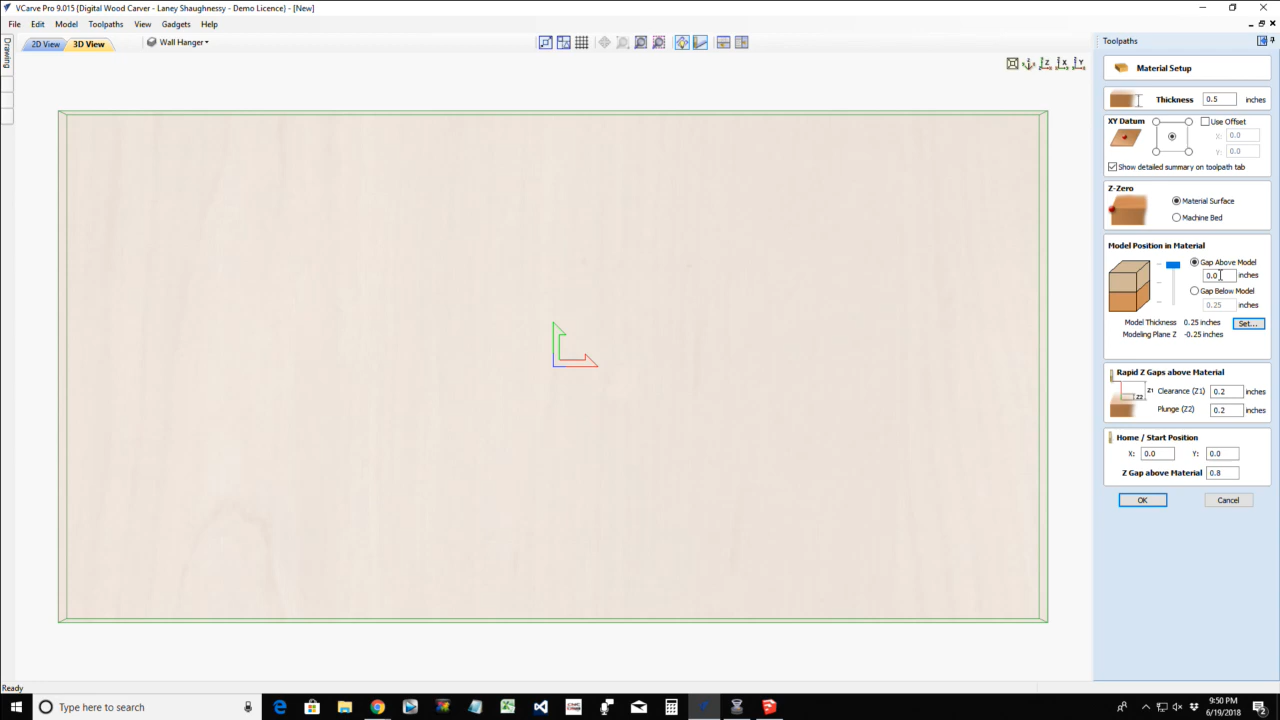 VCarve Pro 9.015 {Digital Wood Carver - Laney Shaughnessy - Demo Licence} - [New]
File Edit Model Toolpaths View Gadgets Help
2D View 3D View Wall Hanger
Drawing
Z X Y
Toolpaths
Material Setup
Thickness 0.5 inches
XY Datum
Use Offset
X: 0.0
Y: 0.0
Show detailed summary on toolpath tab
Z-Zero
Material Surface
Machine Bed
Model Position in Material
Gap Above Model
0.0 inches
Gap Below Model
0.25 inches
Model Thickness 0.25 inches Set...
Modeling Plane Z -0.25 inches
Rapid Z Gaps above Material
Z1 Clearance (Z1) 0.2 inches
Z2 Plunge (Z2) 0.2 inches
Home / Start Position
X: 0.0 Y: 0.0
Z Gap above Material 0.8
OK Cancel
Ready
Type here to search
9:50 PM
6/19/2018
2